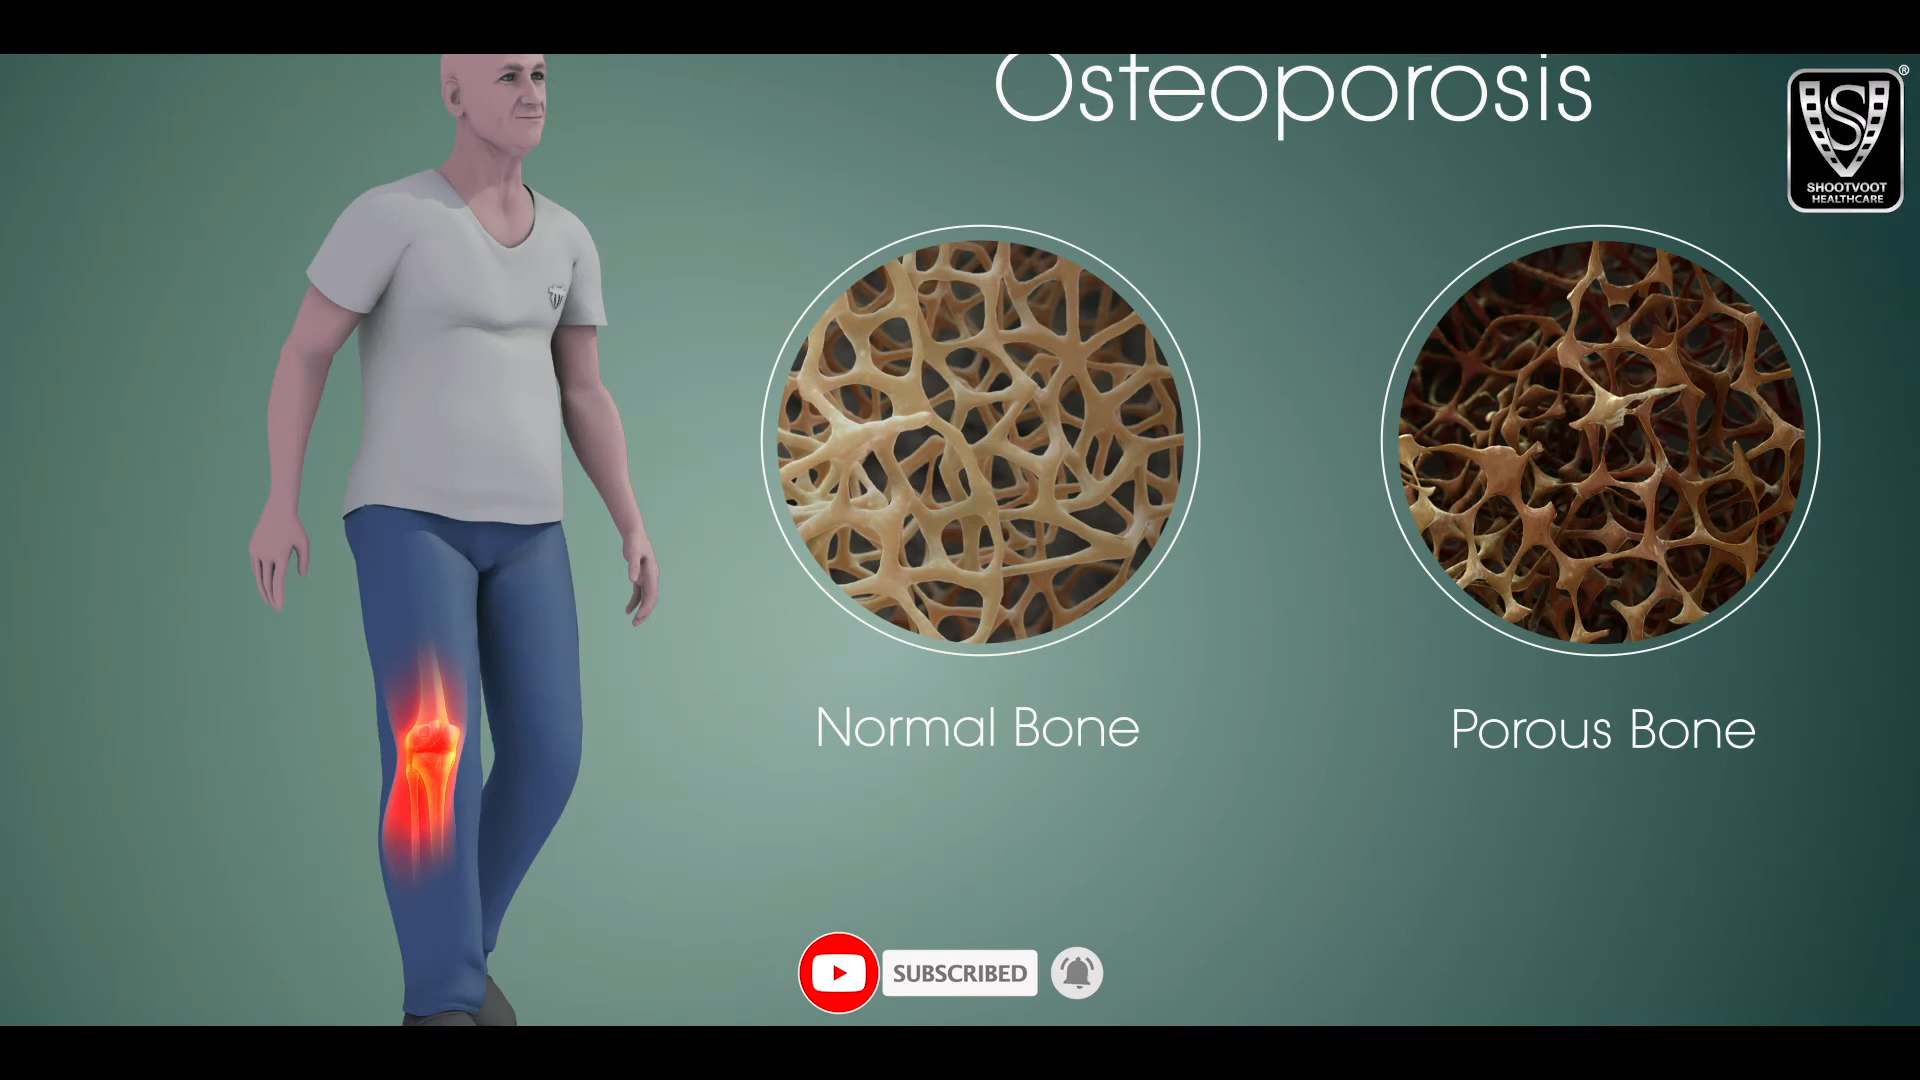 Osteoporosis
®
SHOOTVOOT
HEALTHCARE
Normal Bone
Porous Bone
SUBSCRIBED